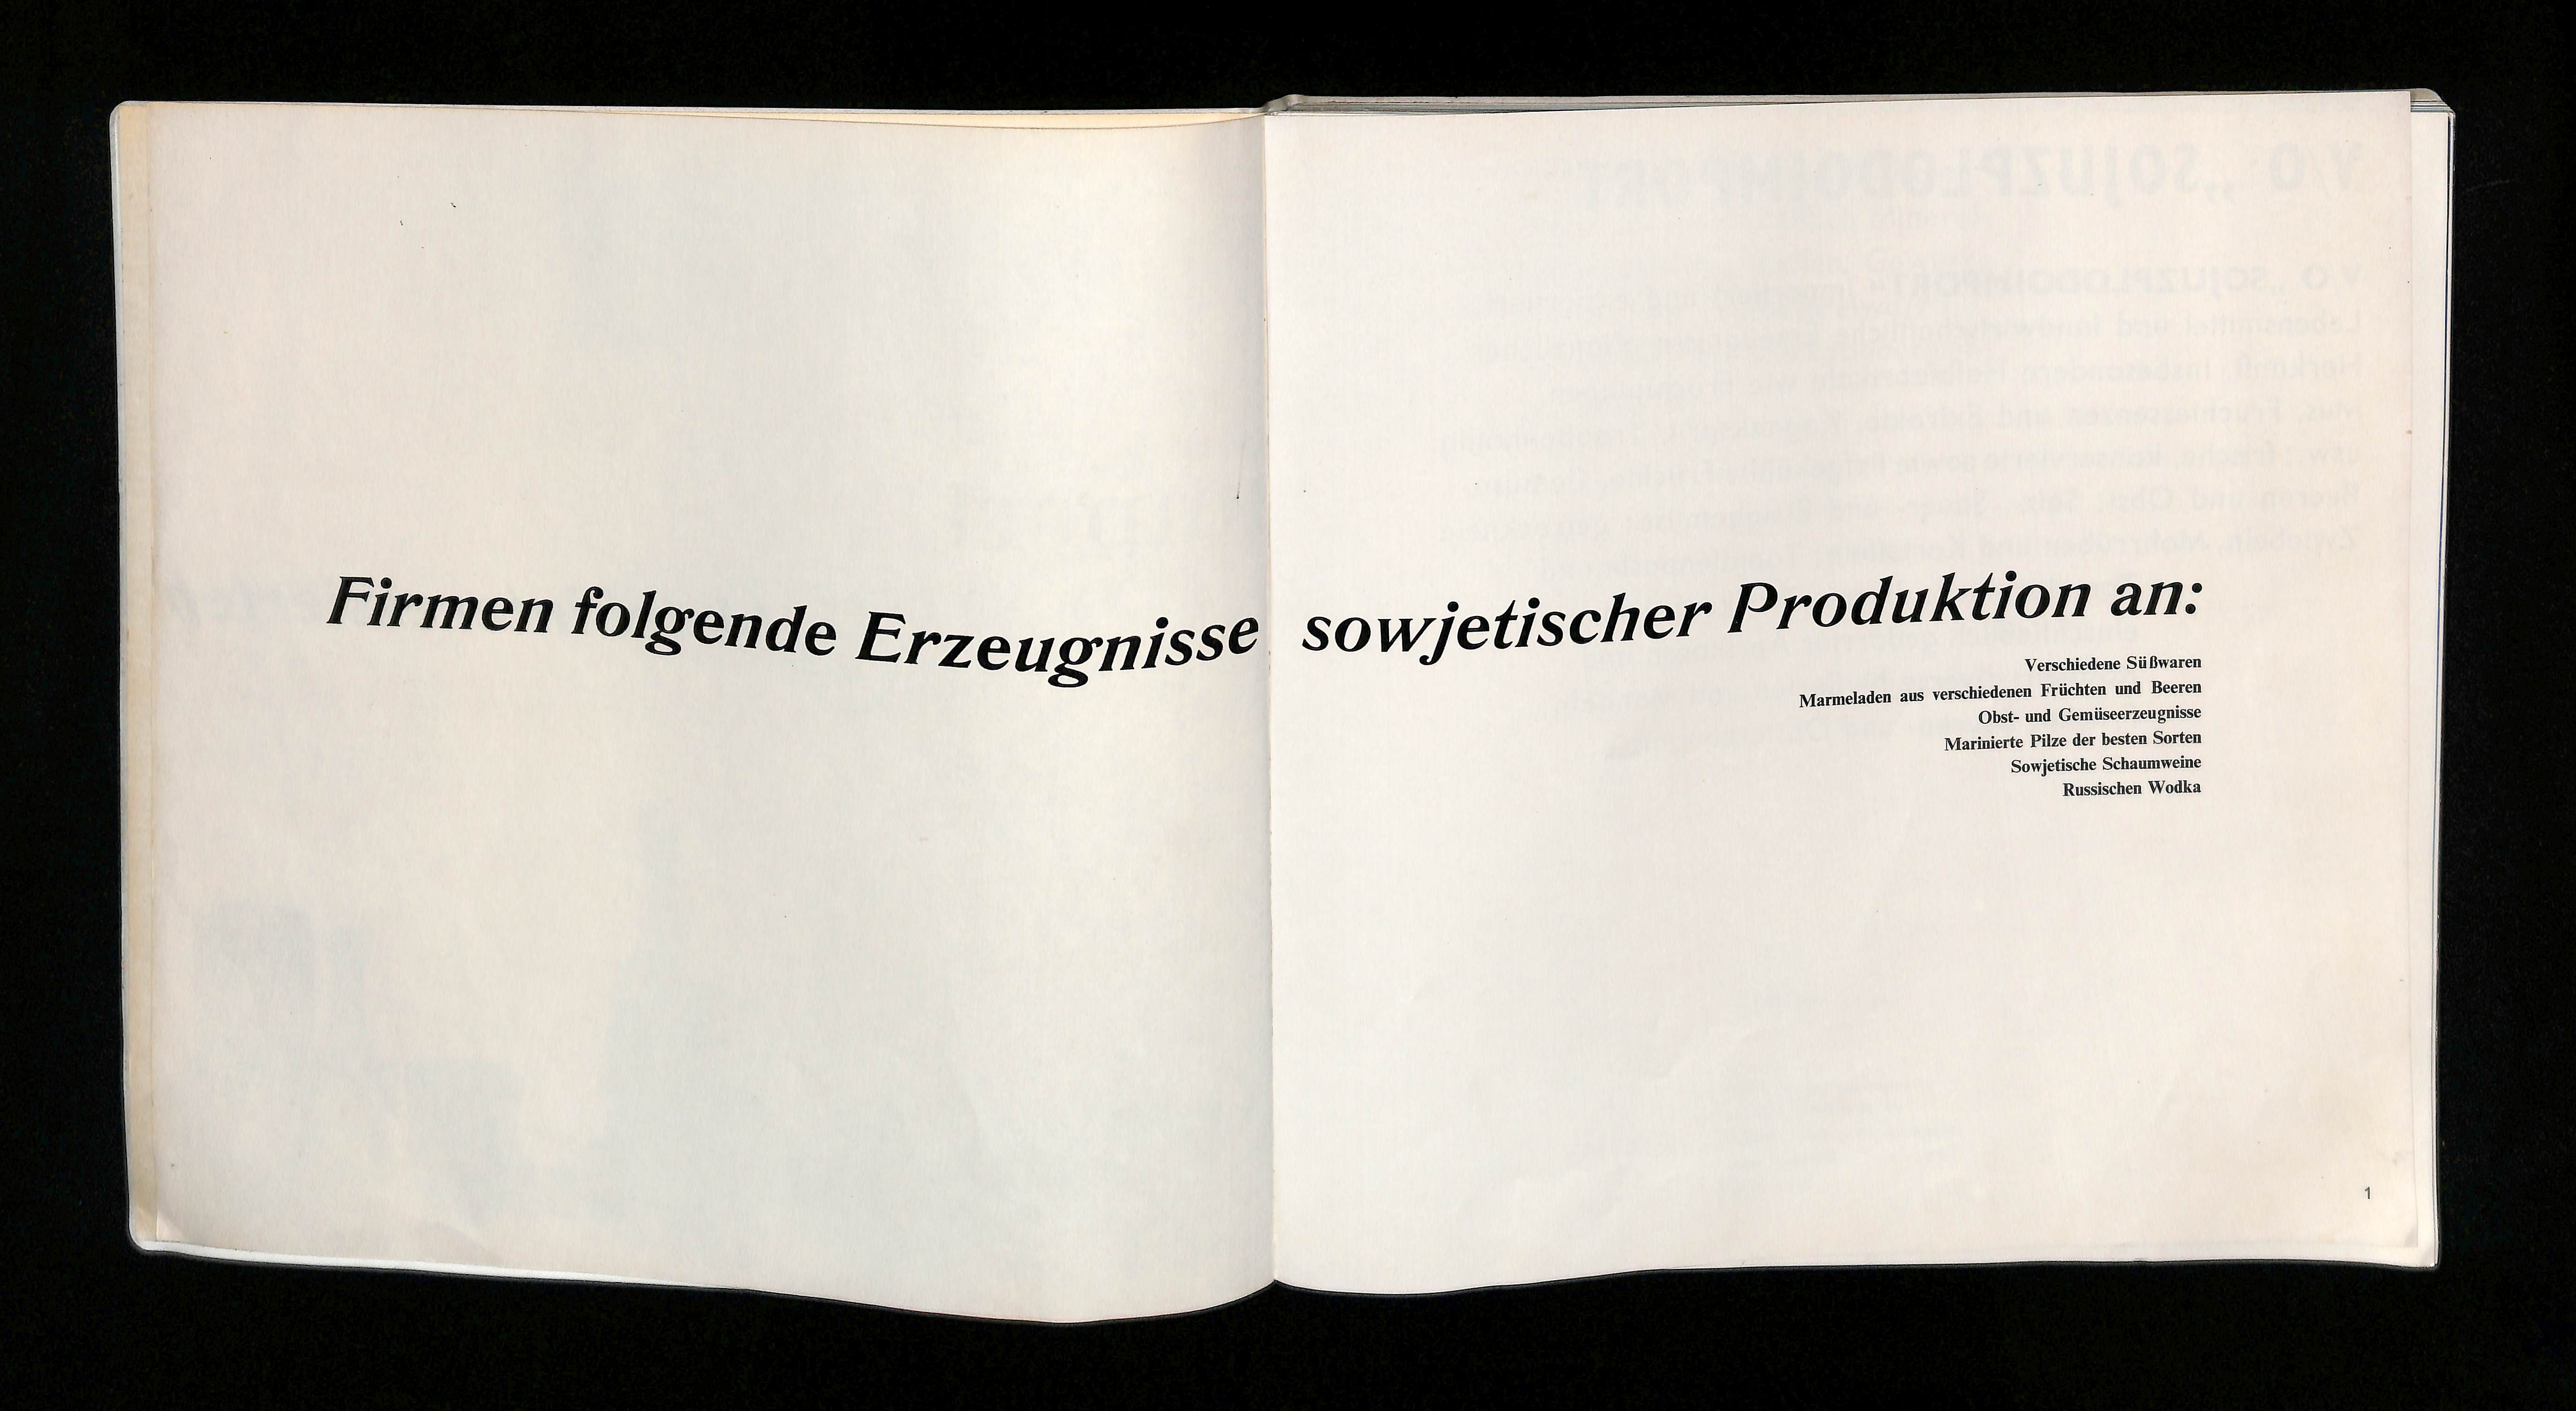 Firmen folgende Erzeugnisse sowjetischer Produktion an:
Verschiedene Süßwaren
Marmeladen aus verschiedenen Früchten und Beeren
Obst- und Gemüseerzeugnisse
Marinierte Pilze der besten Sorten
Sowjetische Schaumweine
Russischen Wodka
1